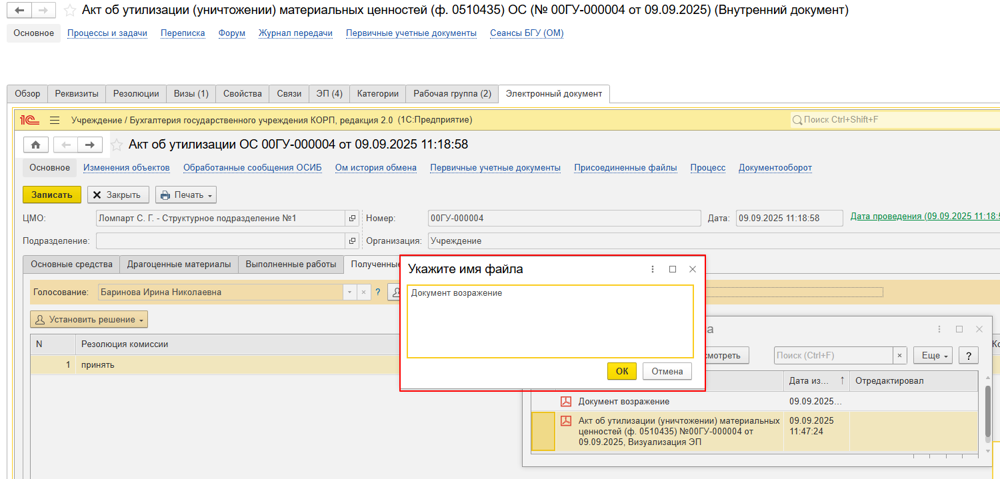 Акт об утилизации (уничтожении) материальных ценностей (ф. 0510435) ОС (№ 00ГУ-000004 от 09.09.2025) (Внутренний документ)
Основное Процессы и задачи Переписка Форум Журнал передачи Первичные учетные документы Сеансы БГУ (ОМ)
Обзор Реквизиты Резолюции Визы (1) Свойства Связи ЭП (4) Категории Рабочая группа (2) Электронный документ
1С Учреждение / Бухгалтерия государственного учреждения КОРП, редакция 2.0 (1С:Предприятие) Поиск Ctrl+Shift+F
Акт об утилизации ОС 00ГУ-000004 от 09.09.2025 11:18:58
Основное Изменения объектов Обработанные сообщения ОСИБ Ом история обмена Первичные учетные документы Присоединенные файлы Процесс Документооборот
Записать Закрыть Печать
ЦМО: Ломпарт С. Г. - Структурное подразделение №1 Номер: 00ГУ-000004 Дата: 09.09.2025 11:18:58 Дата проведения (09.09.2025 11:18:5
Подразделение: Организация: Учреждение
Основные средства Драгоценные материалы Выполненные работы Полученные
Укажите имя файла
Голосование: Баринова Ирина Николаевна ?
Документ возражение
Установить решение
а
N Резолюция комиссии
Ко
смотреть Поиск (Ctrl+F) × Еще ?
1 принять
ОК Отмена
Дата из... ↑ Отредактировал
Документ возражение 09.09.2025...
Акт об утилизации (уничтожении) материальных
ценностей (ф. 0510435) №00ГУ-000004 от
09.09.2025, Визуализация ЭП
09.09.2025
11:47:24